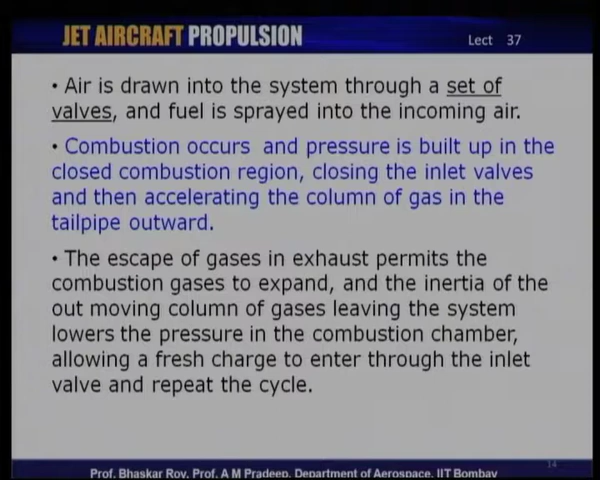 JET AIRCRAFT PROPULSION
Lect 37
• Air is drawn into the system through a set of
valves, and fuel is sprayed into the incoming air.
• Combustion occurs and pressure is built up in the
closed combustion region, closing the inlet valves
and then accelerating the column of gas in the
tailpipe outward.
• The escape of gases in exhaust permits the
combustion gases to expand, and the inertia of the
out moving column of gases leaving the system
lowers the pressure in the combustion chamber,
allowing a fresh charge to enter through the inlet
valve and repeat the cycle.
14
Prof. Bhaskar Roy, Prof. A M Pradeep, Department of Aerospace, IIT Bombay